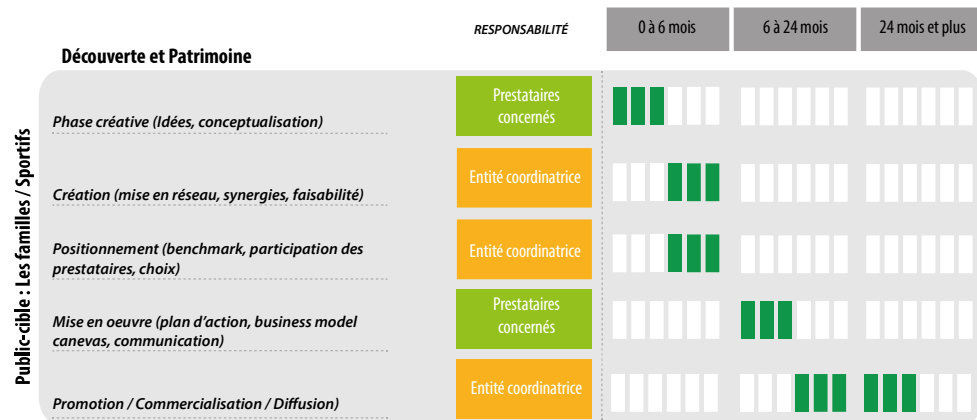 RESPONSABILITÉ
0 à 6 mois
6 à 24 mois
24 mois et plus
Découverte et Patrimoine
Public-cible : Les familles / Sportifs
Phase créative (Idées, conceptualisation)
Prestataires
concernés
Création (mise en réseau, synergies, faisabilité)
Entité coordinatrice
Positionnement (benchmark, participation des
prestataires, choix)
Entité coordinatrice
Mise en oeuvre (plan d’action, business model
canevas, communication)
Prestataires
concernés
Promotion / Commercialisation / Diffusion)
Entité coordinatrice